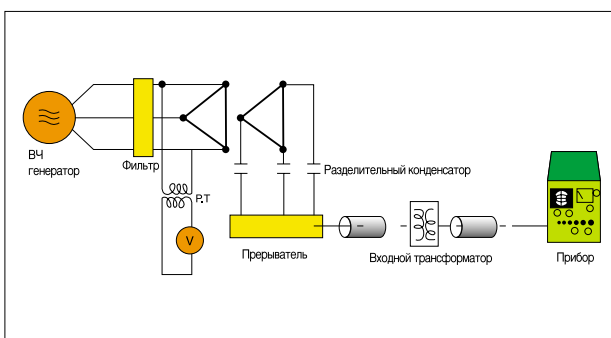 ВЧ
генератор
Фильтр
Р.Т
V
Разделительный конденсатор
Прерыватель
Входной трансформатор
Прибор